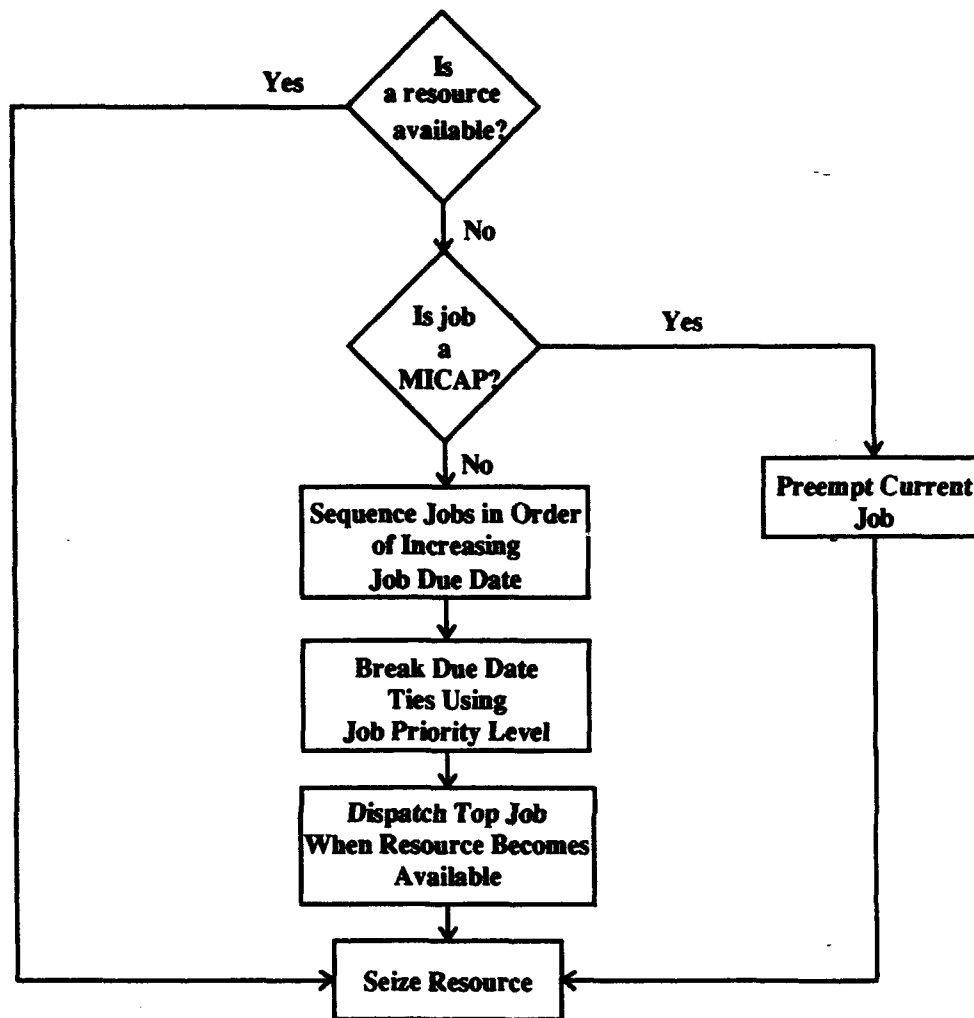 Is
a resource
available?
Yes
No
Is job
a
MICAP?
Yes
No
Sequence Jobs in Order
of Increasing
Job Due Date
Preempt Current
Job
Break Due Date
Ties Using
Job Priority Level
Dispatch Top Job
When Resource Becomes
Available
Seize Resource